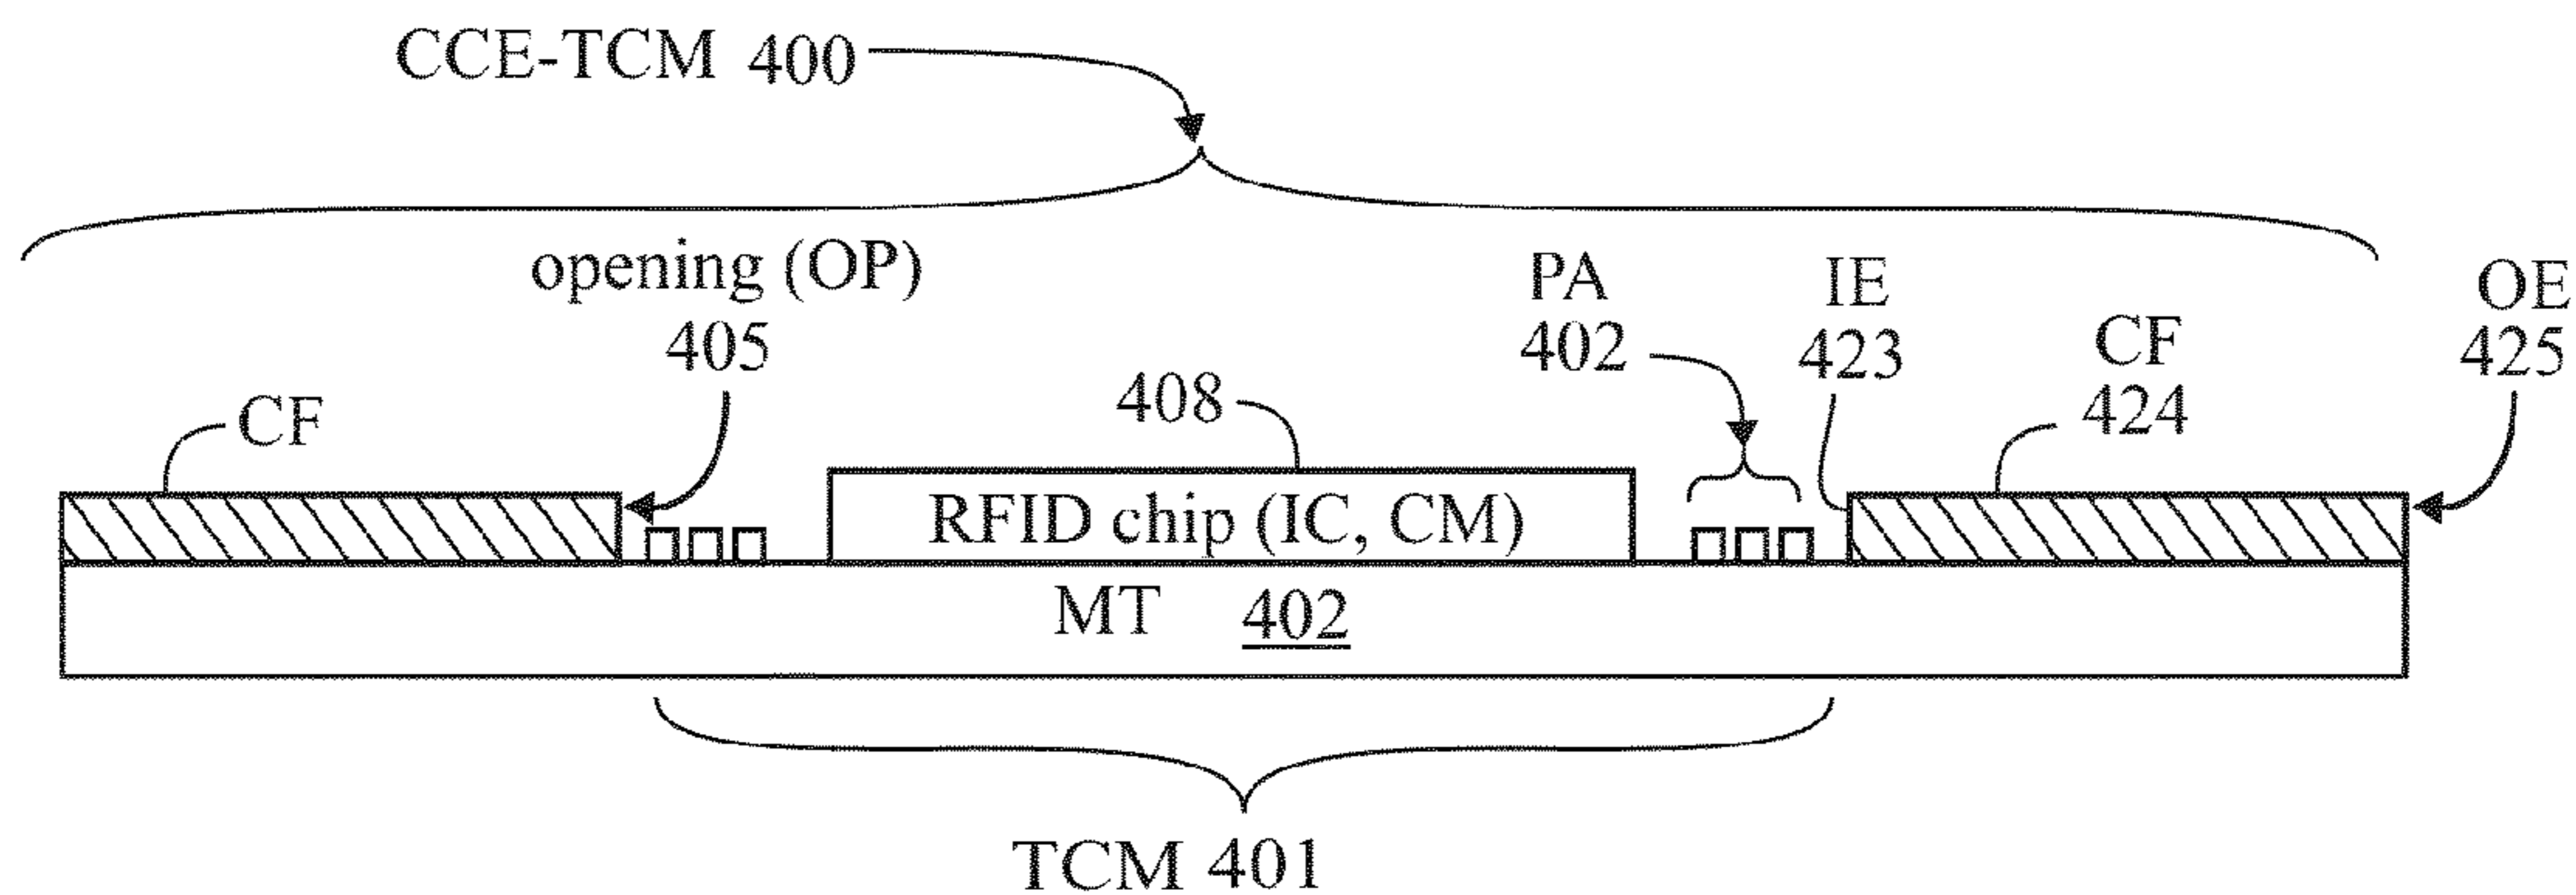 CCE-TCM 400
opening (OP)
405
PA
402
IE
423
CF
424
OE
425
CF
408
RFID chip (IC, CM)
MT 402
TCM 401